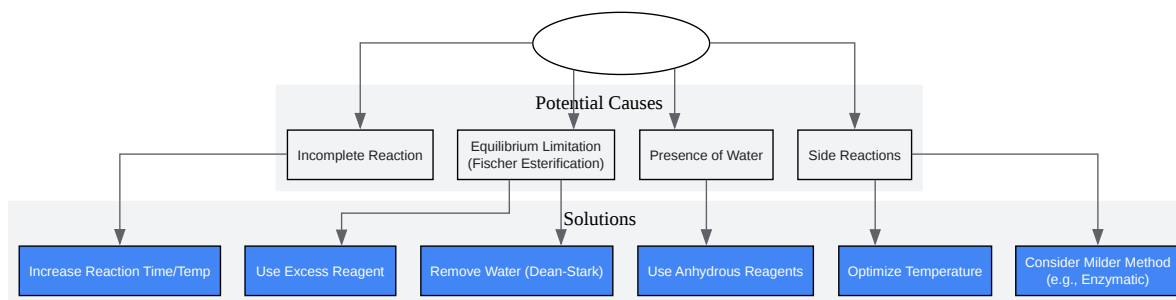 Potential Causes
Incomplete Reaction
Equilibrium Limitation
(Fischer Esterification)
Presence of Water
Side Reactions
Solutions
Increase Reaction Time/Temp
Use Excess Reagent
Remove Water (Dean-Stark)
Use Anhydrous Reagents
Optimize Temperature
Consider Milder Method
(e.g., Enzymatic)